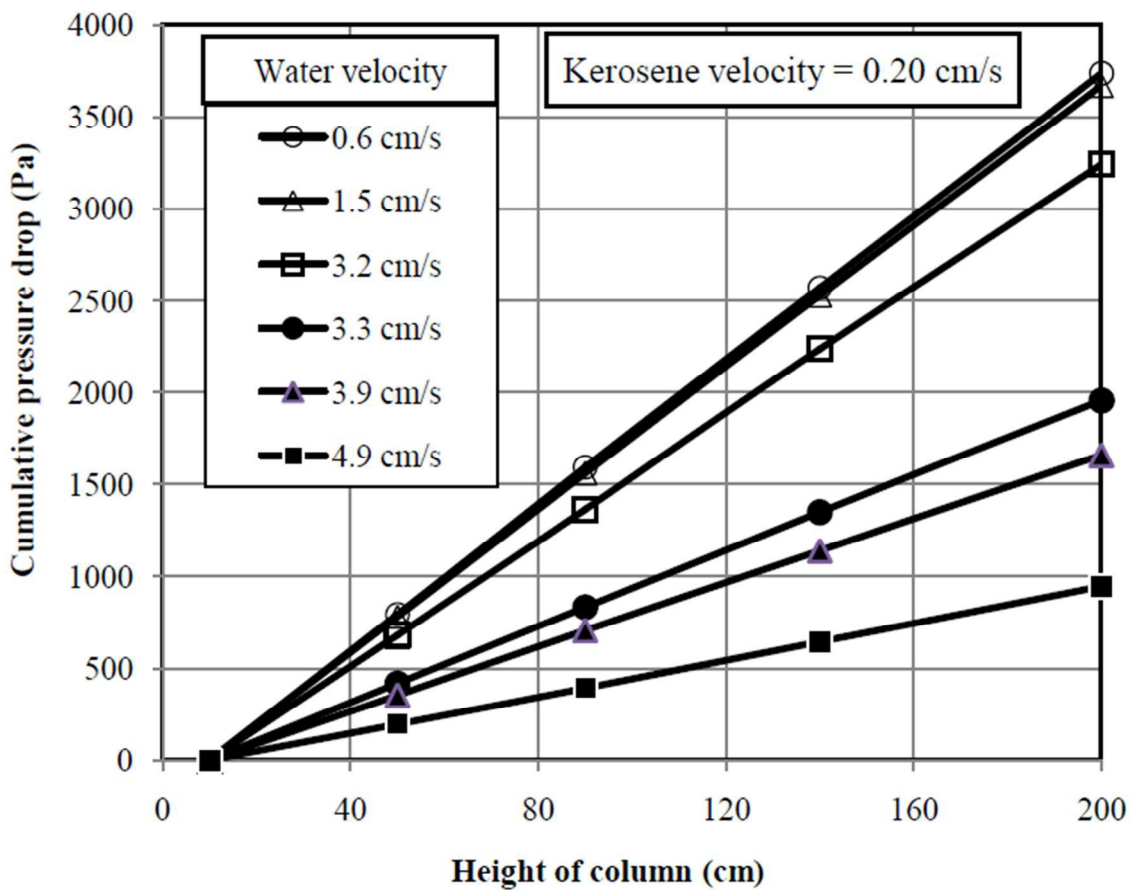 4000
3500
3000
2500
2000
1500
1000
500
0
Cumulative pressure drop (Pa)
Water velocity
0.6 cm/s
1.5 cm/s
3.2 cm/s
3.3 cm/s
3.9 cm/s
4.9 cm/s
Kerosene velocity = 0.20 cm/s
0 40 80 120 160 200
Height of column (cm)